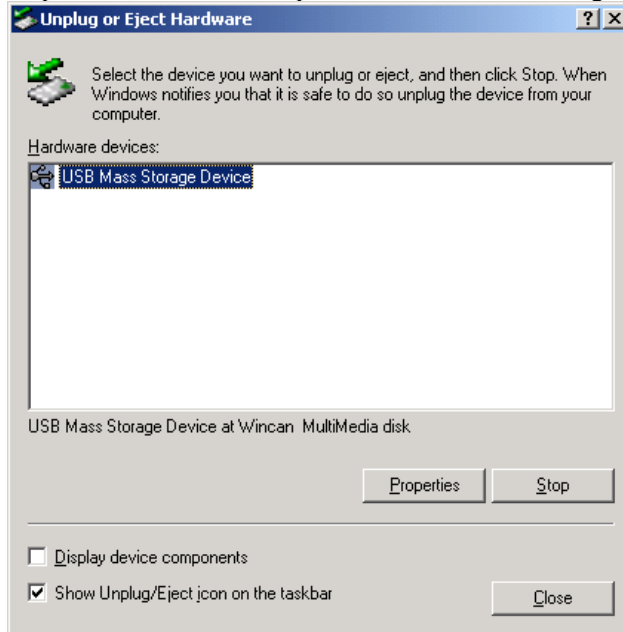 Unplug or Eject Hardware
Select the device you want to unplug or eject, and then click Stop. When
Windows notifies you that it is safe to do so unplug the device from your
computer.
Hardware devices:
USB Mass Storage Device
USB Mass Storage Device at Wincan MultiMedia disk
Properties
Stop
Display device components
Show Unplug/Eject icon on the taskbar
Close